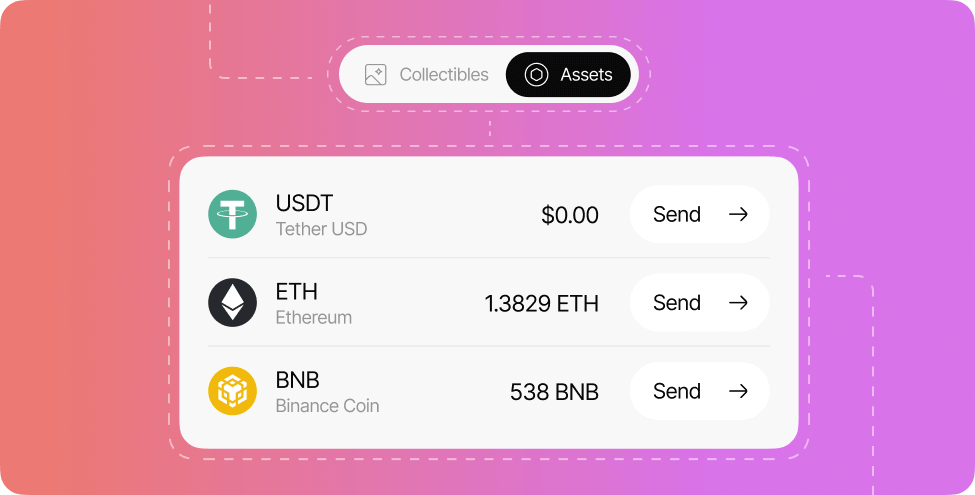 Collectibles
Assets
USDT
Tether USD
$0.00
Send
ETH
Ethereum
1.3829 ETH
Send
BNB
Binance Coin
538 BNB
Send